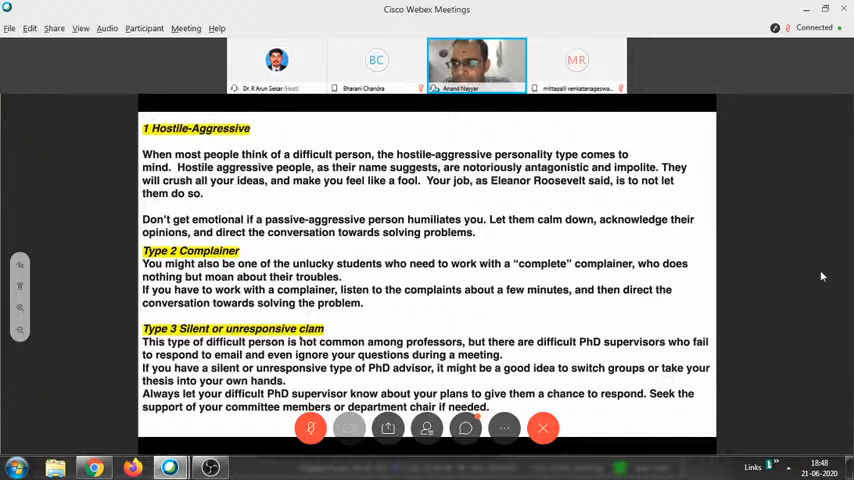 Cisco Webex Meetings
File Edit Share View Audio Participant Meeting Help
Connected
BC
MR
Dr. R Arun Sekar (Host)
Bharani Chandra
Anand Nayyar
mittapalli venkatanageswa...
1 Hostile-Aggressive
When most people think of a difficult person, the hostile-aggressive personality type comes to
mind. Hostile aggressive people, as their name suggests, are notoriously antagonistic and impolite. They
will crush all your ideas, and make you feel like a fool. Your job, as Eleanor Roosevelt said, is to not let
them do so.
Don't get emotional if a passive-aggressive person humiliates you. Let them calm down, acknowledge their
opinions, and direct the conversation towards solving problems.
Type 2 Complainer
You might also be one of the unlucky students who need to work with a “complete” complainer, who does
nothing but moan about their troubles.
If you have to work with a complainer, listen to the complaints about a few minutes, and then direct the
conversation towards solving the problem.
Type 3 Silent or unresponsive clam
This type of difficult person is not common among professors, but there are difficult PhD supervisors who fail
to respond to email and even ignore your questions during a meeting.
If you have a silent or unresponsive type of PhD advisor, it might be a good idea to switch groups or take your
thesis into your own hands.
Always let your difficult PhD supervisor know about your plans to give them a chance to respond. Seek the
support of your committee members or department chair if needed.
Links
18:48
21-06-2020